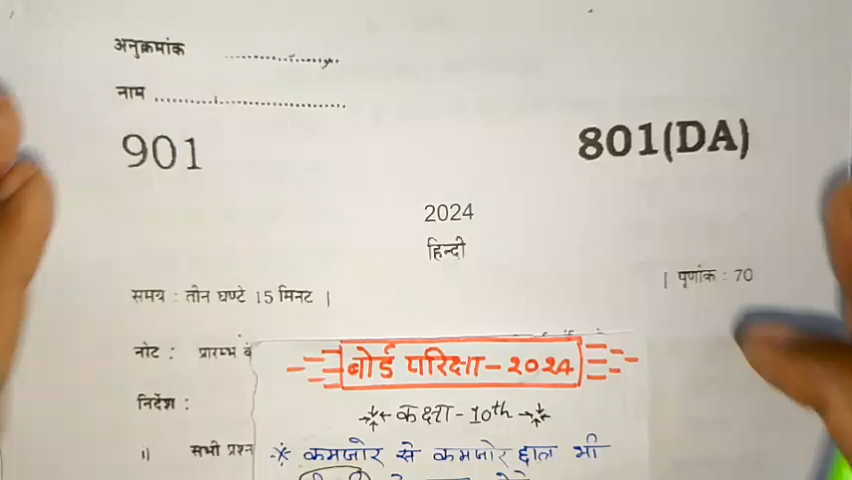 अनुक्रमांक ....................
नाम ..............................
901
801(DA)
2024
हिन्दी
समय : तीन घण्टे 15 मिनट |
| पूर्णांक : 70
नोट : प्रारम्भ
बोर्ड परिक्षा-2024
निर्देश :
कक्षा-10th
i) सभी प्रश्न
* कमजोर से कमजोर छात्र भी